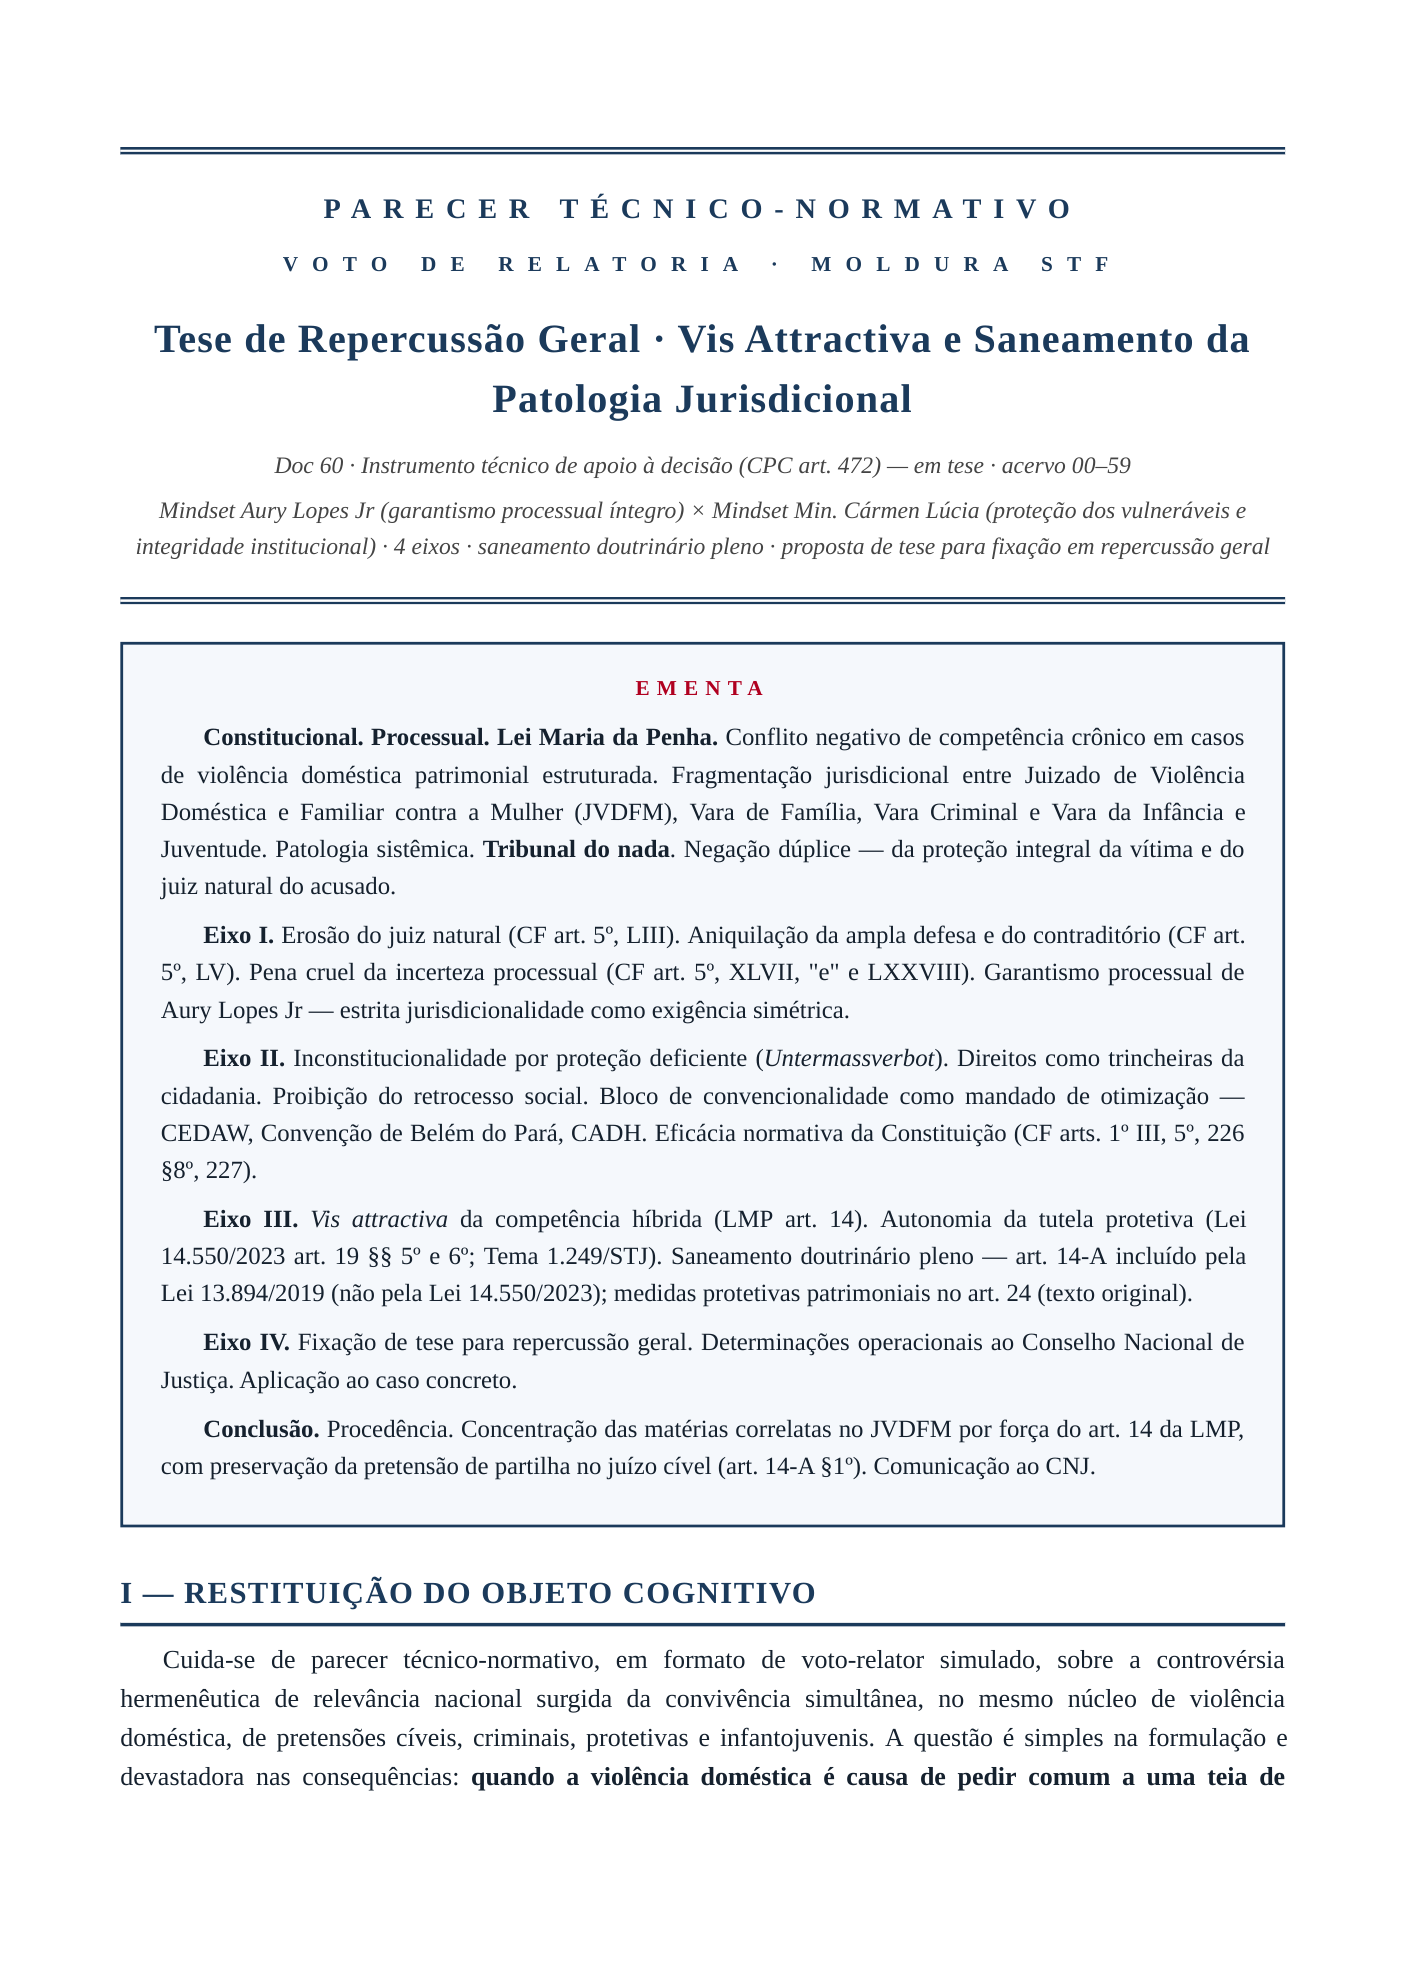 PARECER TÉCNICO-NORMATIVO
VOTO DE RELATORIA · MOLDURA STF
Tese de Repercussão Geral · Vis Attractiva e Saneamento da
Patologia Jurisdicional
Doc 60 · Instrumento técnico de apoio à decisão (CPC art. 472) — em tese · acervo 00–59
Mindset Aury Lopes Jr (garantismo processual íntegro) × Mindset Min. Cármen Lúcia (proteção dos vulneráveis e
integridade institucional) · 4 eixos · saneamento doutrinário pleno · proposta de tese para fixação em repercussão geral
EMENTA
Constitucional. Processual. Lei Maria da Penha. Conflito negativo de competência crônico em casos
de violência doméstica patrimonial estruturada. Fragmentação jurisdicional entre Juizado de Violência
Doméstica e Familiar contra a Mulher (JVDFM), Vara de Família, Vara Criminal e Vara da Infância e
Juventude. Patologia sistêmica. Tribunal do nada. Negação dúplice — da proteção integral da vítima e do
juiz natural do acusado.
Eixo I. Erosão do juiz natural (CF art. 5º, LIII). Aniquilação da ampla defesa e do contraditório (CF art.
5º, LV). Pena cruel da incerteza processual (CF art. 5º, XLVII, "e" e LXXVIII). Garantismo processual de
Aury Lopes Jr — estrita jurisdicionalidade como exigência simétrica.
Eixo II. Inconstitucionalidade por proteção deficiente (Untermassverbot). Direitos como trincheiras da
cidadania. Proibição do retrocesso social. Bloco de convencionalidade como mandado de otimização —
CEDAW, Convenção de Belém do Pará, CADH. Eficácia normativa da Constituição (CF arts. 1º III, 5º, 226
§8º, 227).
Eixo III. Vis attractiva da competência híbrida (LMP art. 14). Autonomia da tutela protetiva (Lei
14.550/2023 art. 19 §§ 5º e 6º; Tema 1.249/STJ). Saneamento doutrinário pleno — art. 14-A incluído pela
Lei 13.894/2019 (não pela Lei 14.550/2023); medidas protetivas patrimoniais no art. 24 (texto original).
Eixo IV. Fixação de tese para repercussão geral. Determinações operacionais ao Conselho Nacional de
Justiça. Aplicação ao caso concreto.
Conclusão. Procedência. Concentração das matérias correlatas no JVDFM por força do art. 14 da LMP,
com preservação da pretensão de partilha no juízo cível (art. 14-A §1º). Comunicação ao CNJ.
I — RESTITUIÇÃO DO OBJETO COGNITIVO
Cuida-se de parecer técnico-normativo, em formato de voto-relator simulado, sobre a controvérsia
hermenêutica de relevância nacional surgida da convivência simultânea, no mesmo núcleo de violência
doméstica, de pretensões cíveis, criminais, protetivas e infantojuvenis. A questão é simples na formulação e
devastadora nas consequências: quando a violência doméstica é causa de pedir comum a uma teia de